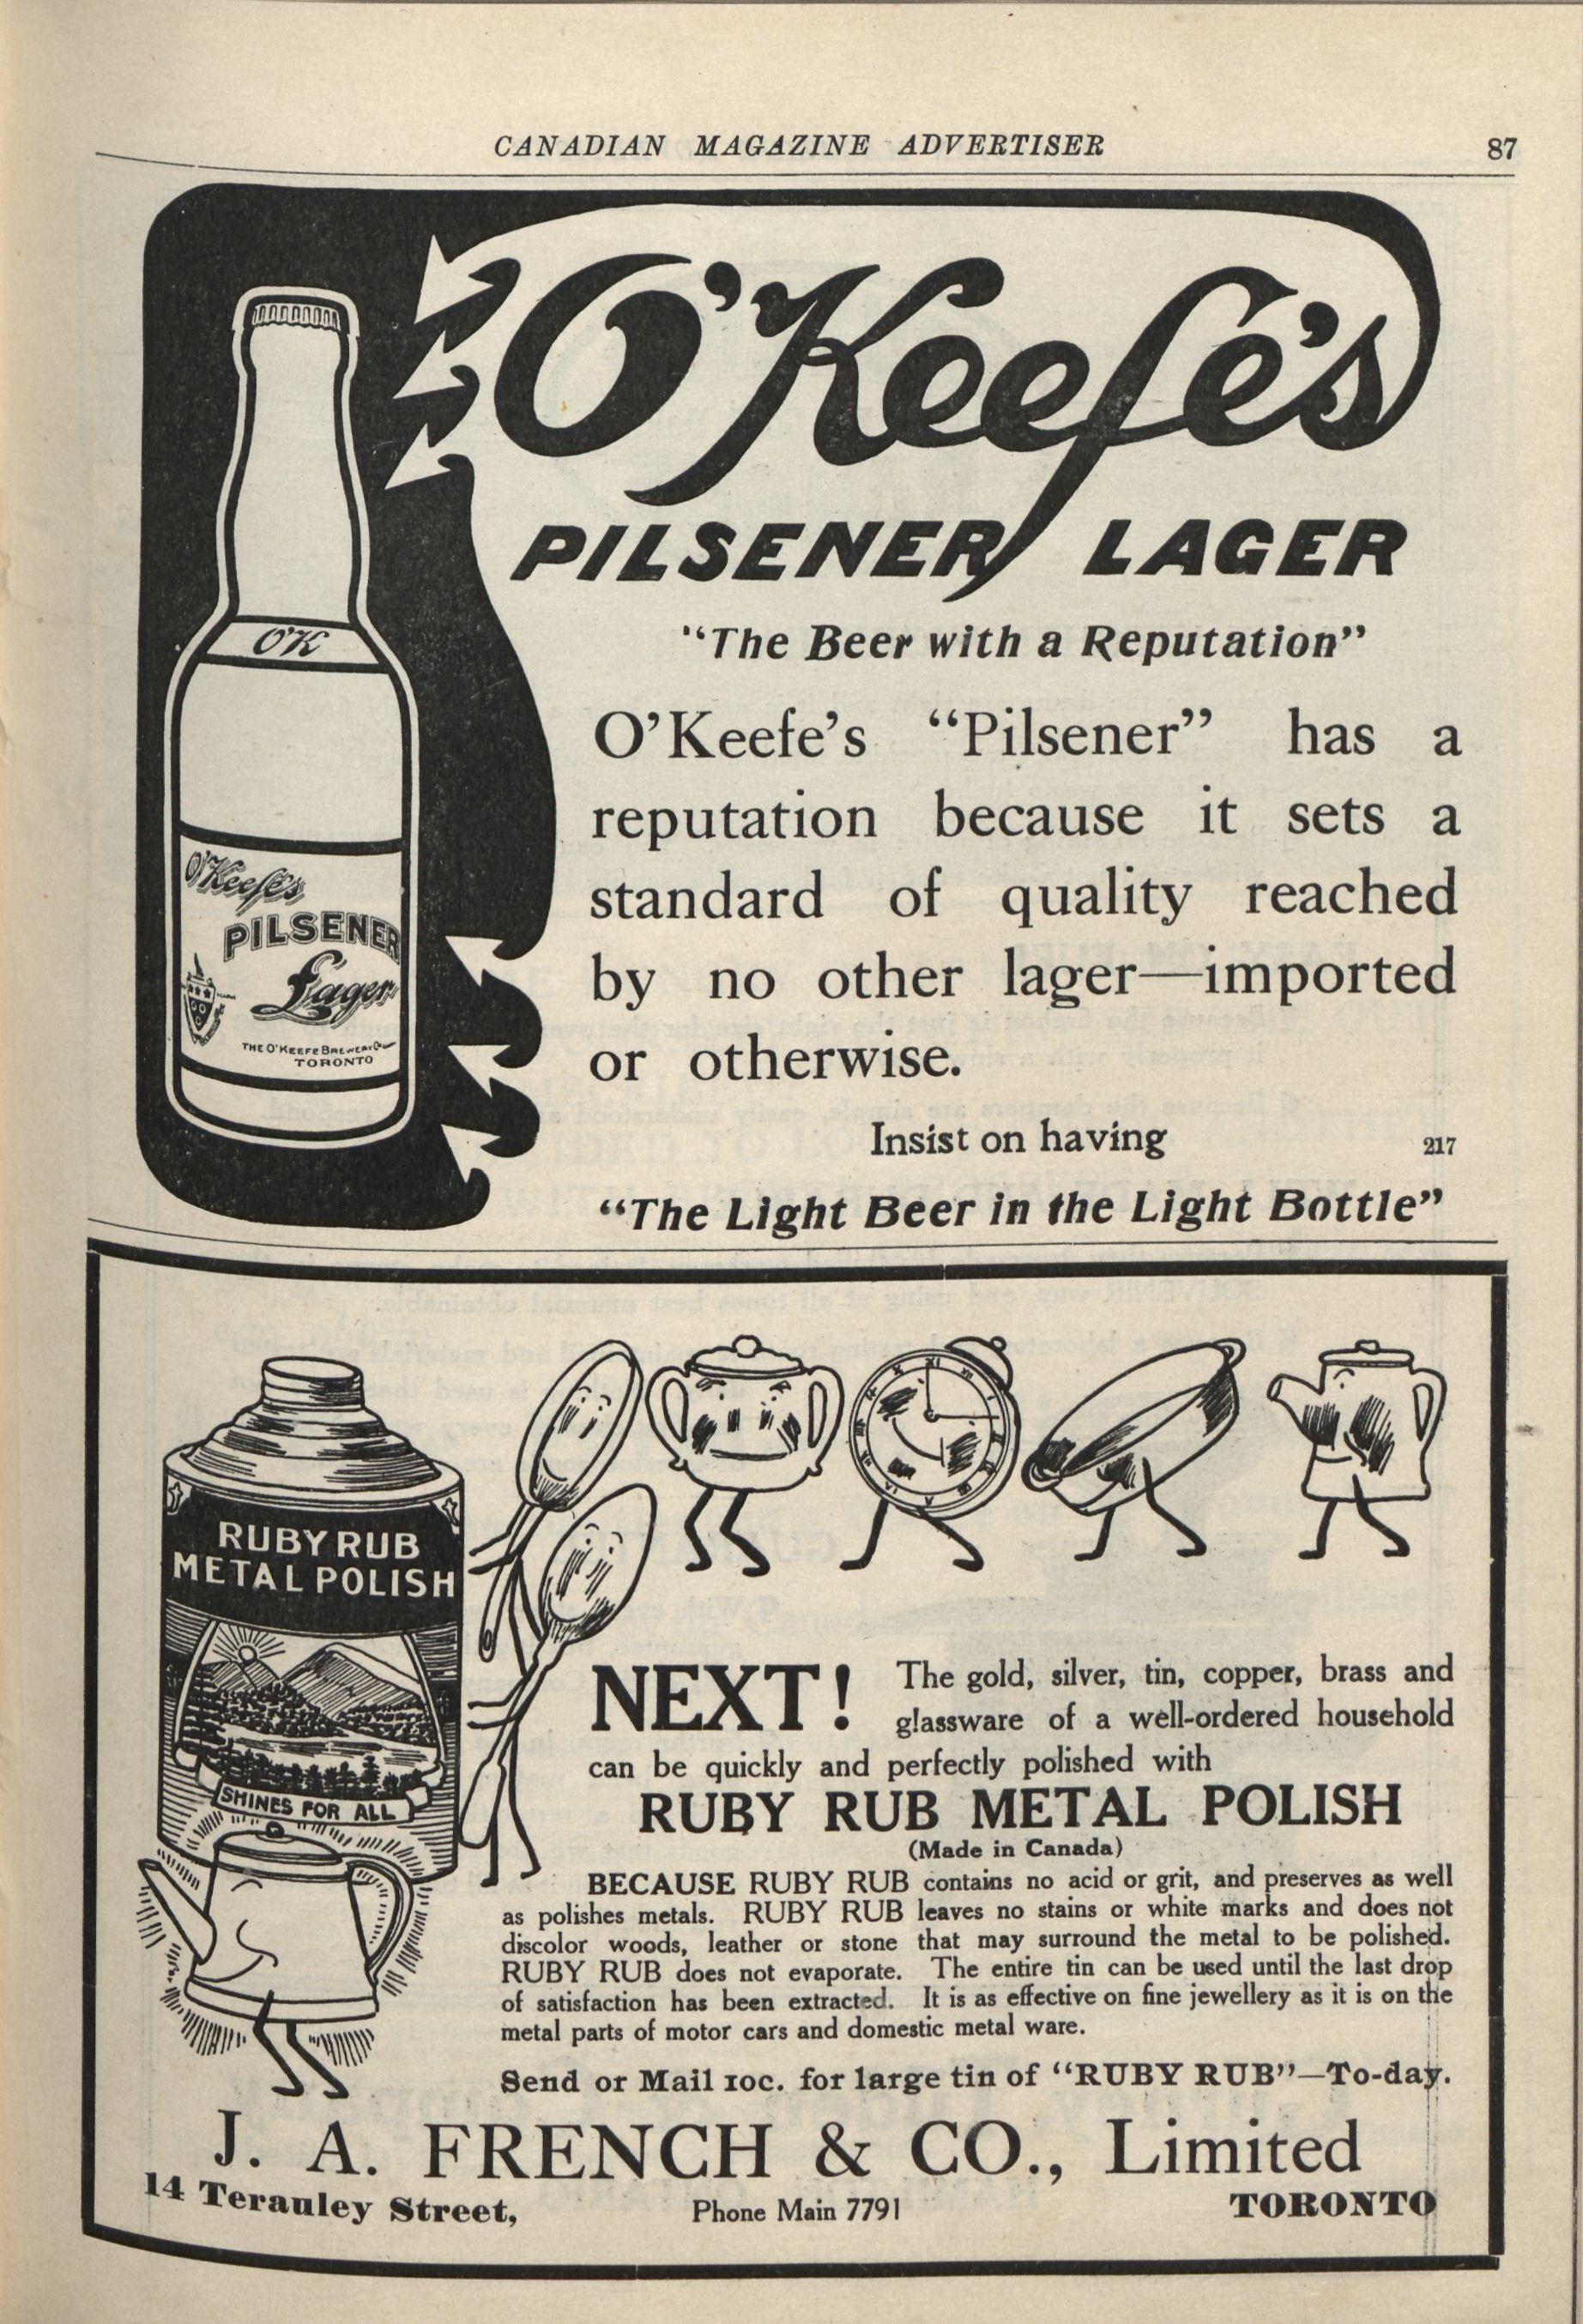 CANADIAN MAGAZINE ADVERTISER 87
O'Keefe's
PILSENER LAGER
"The Beer with a Reputation"
O'K
O'Keefe's
PILSENER
Lager
THE O'KEEFE BREWERY Co
TORONTO
O'Keefe's "Pilsener" has a
reputation because it sets a
standard of quality reached
by no other lager—imported
or otherwise.
Insist on having 217
"The Light Beer in the Light Bottle"
RUBY RUB
METAL POLISH
SHINES FOR ALL
NEXT! The gold, silver, tin, copper, brass and
glassware of a well-ordered household
can be quickly and perfectly polished with
RUBY RUB METAL POLISH
(Made in Canada)
BECAUSE RUBY RUB contains no acid or grit, and preserves as well
as polishes metals. RUBY RUB leaves no stains or white marks and does not
discolor woods, leather or stone that may surround the metal to be polished.
RUBY RUB does not evaporate. The entire tin can be used until the last drop
of satisfaction has been extracted. It is as effective on fine jewellery as it is on the
metal parts of motor cars and domestic metal ware.
Send or Mail 10c. for large tin of "RUBY RUB"—To-day.
J. A. FRENCH & CO., Limited
14 Terauley Street, Phone Main 7791 TORONTO